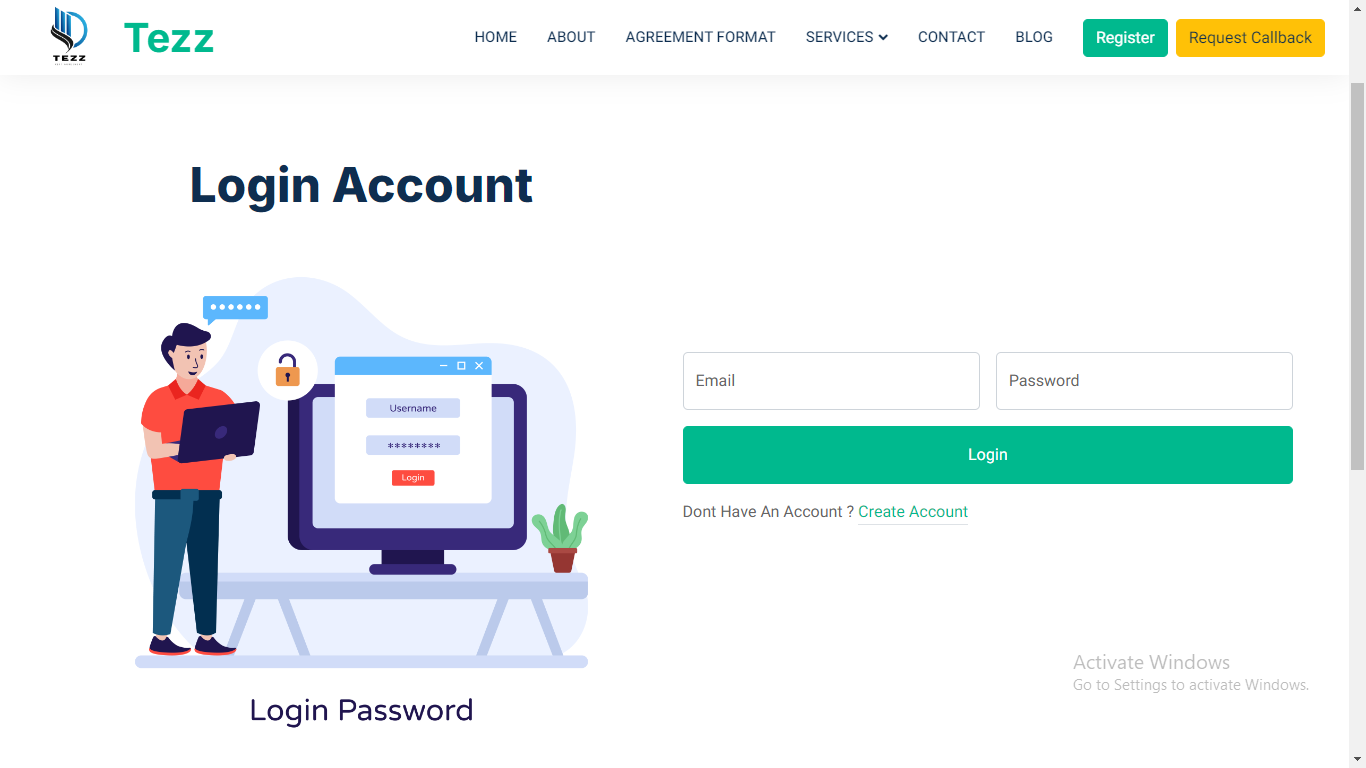 TEZZ
Tezz
HOME ABOUT AGREEMENT FORMAT SERVICES CONTACT BLOG Register Request Callback
Login Account
Username
********
Login
Login Password
Email Password
Login
Dont Have An Account ? Create Account
Activate Windows
Go to Settings to activate Windows.